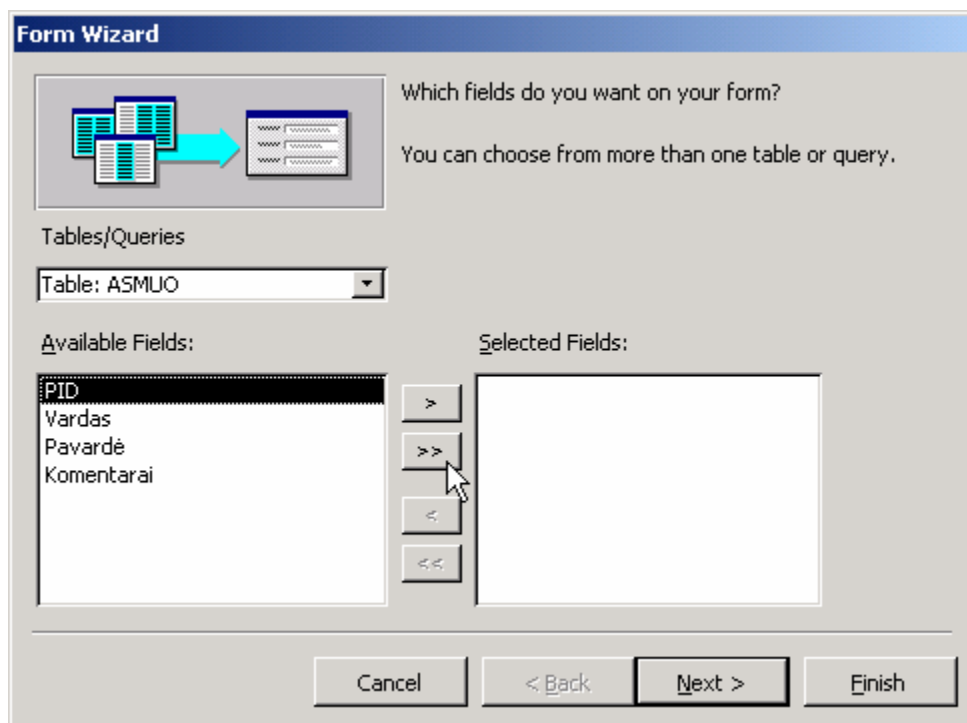 Form Wizard
Which fields do you want on your form?
You can choose from more than one table or query.
Tables/Queries
Table: ASMUO
Available Fields:
Selected Fields:
PID
Vardas
Pavardė
Komentarai
>
>>
<
<<
Cancel
< Back
Next >
Finish